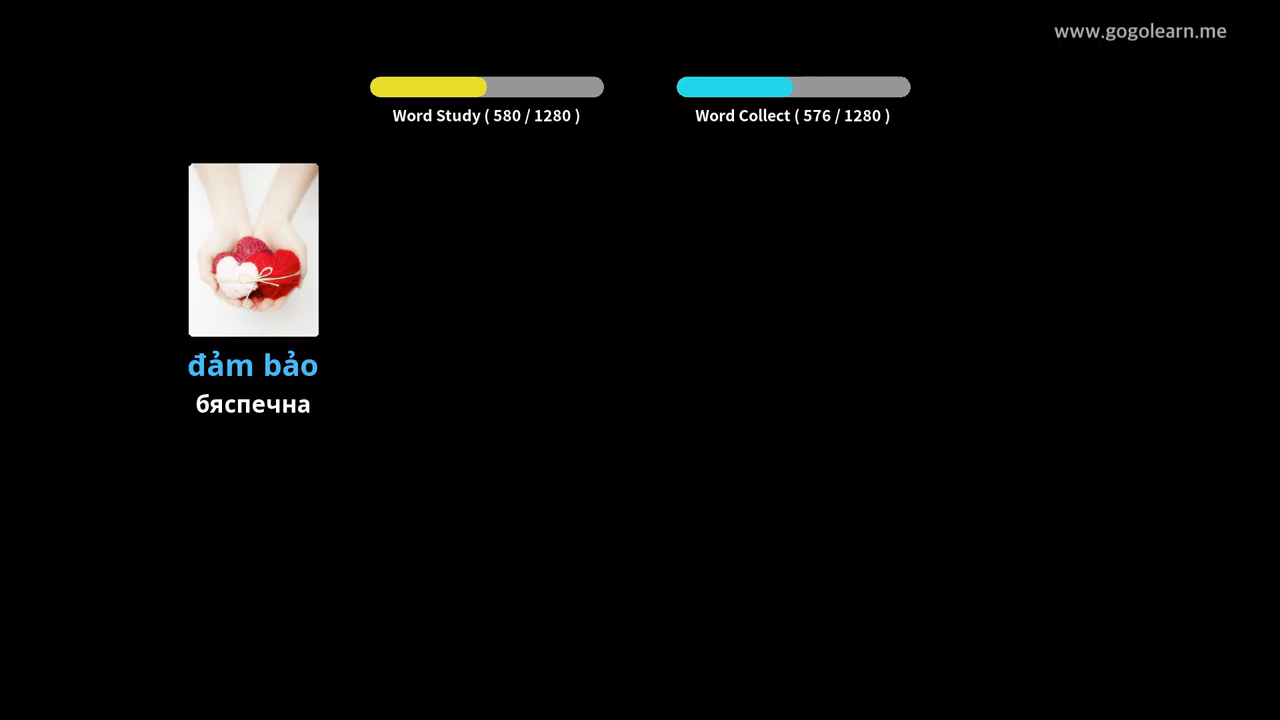 www.gogolearn.me
Word Study ( 580 / 1280 )
Word Collect ( 576 / 1280 )
đảm bảo
бяспечна